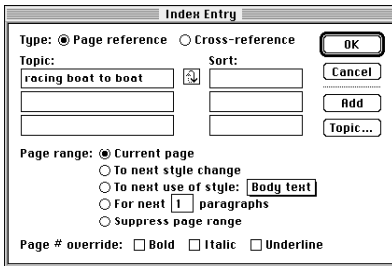 Index Entry
Type: Page reference Cross-reference
OK
Topic: Sort:
racing boat to boat
Cancel
Add
Topic...
Page range: Current page
To next style change
To next use of style: Body text
For next 1 paragraphs
Suppress page range
Page # override: Bold Italic Underline